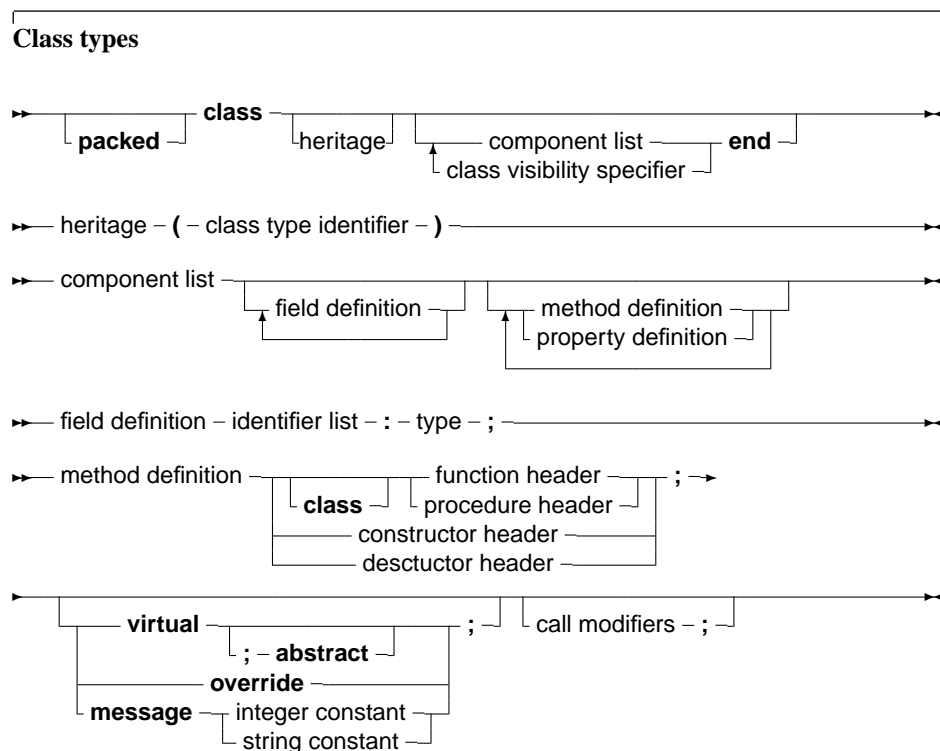 Class types
class
packed heritage component list end
class visibility specifier
heritage ( class type identifier )
component list
field definition method definition
property definition
field definition identifier list : type ;
method definition function header ;
class procedure header
constructor header
desctuctor header
virtual ; call modifiers ;
; abstract
override
message integer constant
string constant